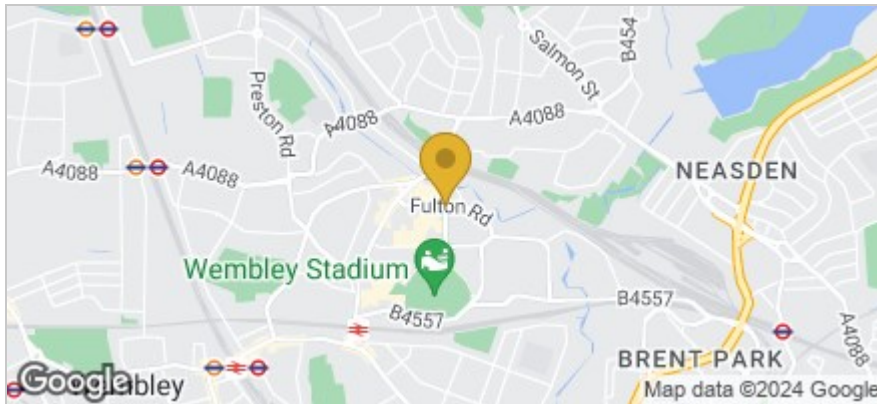 Salmon St
B454
Preston Rd
A4088
A4088
A4088
A4088
NEASDEN
Fulton Rd
Wembley Stadium
B4557
B4557
A4088
BRENT PARK
Google
Map data ©2024 Google